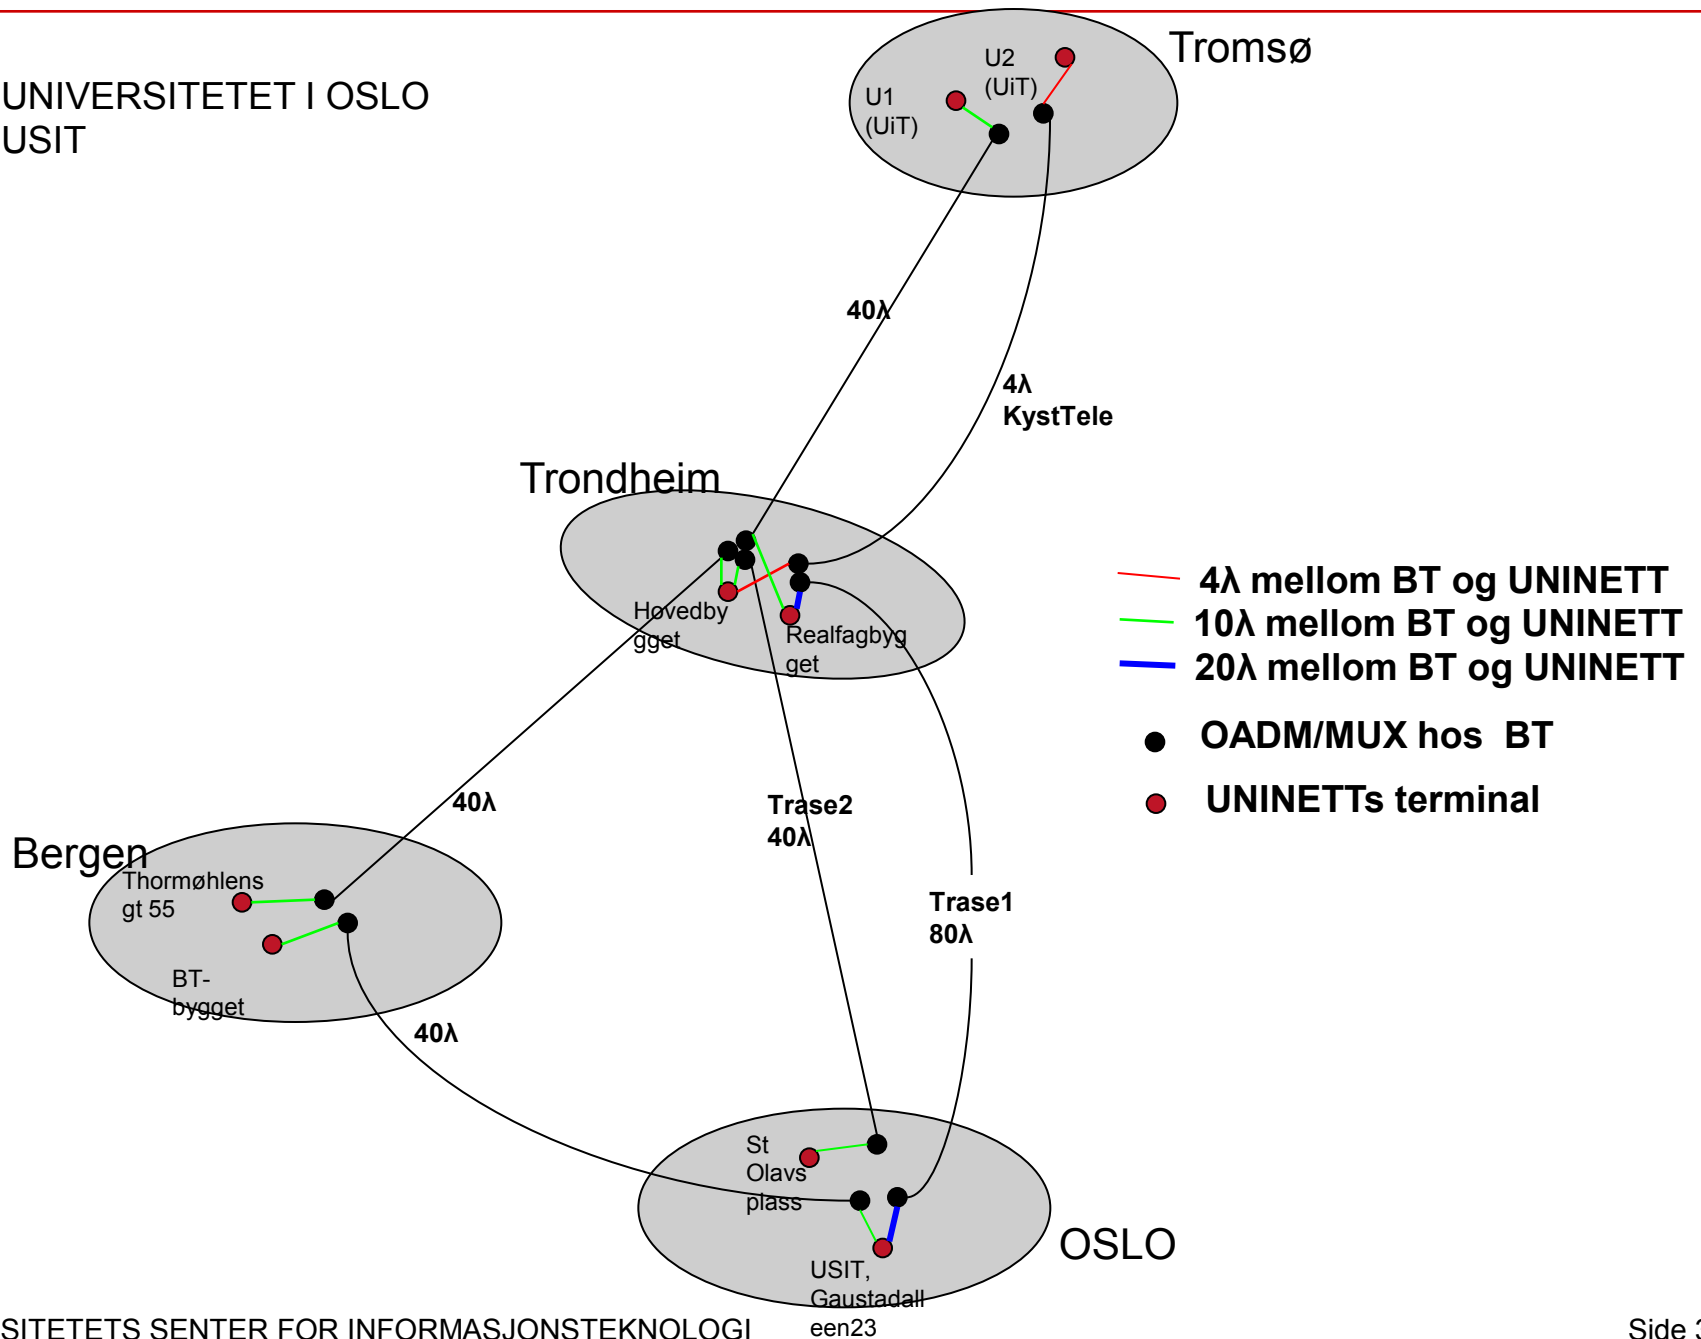 UNIVERSITETET I OSLO
USIT
Tromsø
U2
(UiT)
U1
(UiT)
40λ
4λ
KystTele
Trondheim
Hovedby
gget
Realfagbyg
get
4λ mellom BT og UNINETT
10λ mellom BT og UNINETT
20λ mellom BT og UNINETT
OADM/MUX hos BT
UNINETTs terminal
40λ
Trase2
40λ
Bergen
Thormøhlens
gt 55
BT-
bygget
Trase1
80λ
40λ
St
Olavs
plass
OSLO
USIT,
Gaustadall
een23
SITETETS SENTER FOR INFORMASJONSTEKNOLOGI
Side 3